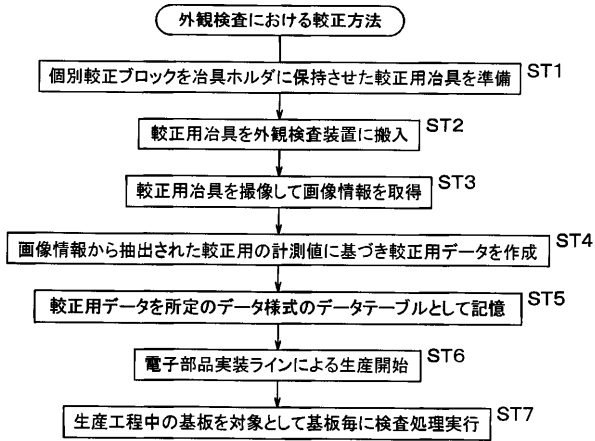 外観検査における較正方法
個別較正ブロックを冶具ホルダに保持させた較正用冶具を準備 ST1
較正用冶具を外観検査装置に搬入 ST2
較正用冶具を撮像して画像情報を取得 ST3
画像情報から抽出された較正用の計測値に基づき較正用データを作成 ST4
較正用データを所定のデータ様式のデータテーブルとして記憶 ST5
電子部品実装ラインによる生産開始 ST6
生産工程中の基板を対象として基板毎に検査処理実行 ST7